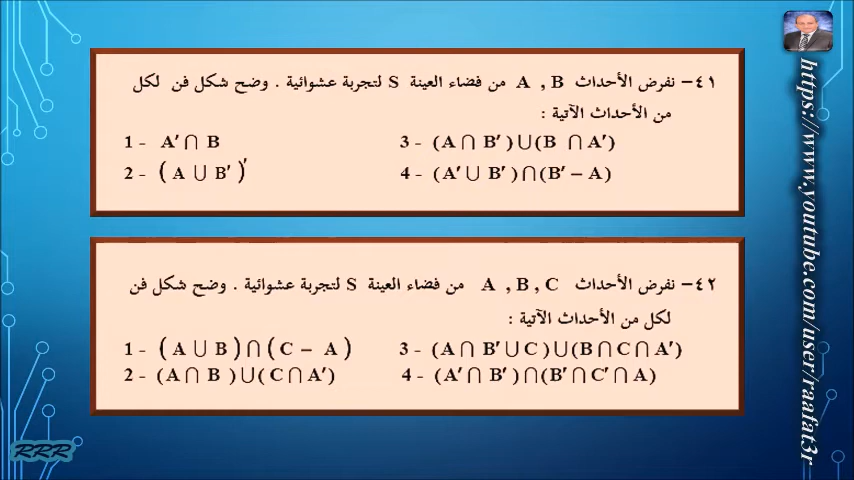 ٤١- نفرض الأحداث A , B من فضاء العينة S لتجربة عشوائية . وضح شكل فن لكل
من الأحداث الآتية :
1 - A′ ∩ B
3 - (A ∩ B′) ∪ (B ∩ A′)
2 - (A ∪ B′)′
4 - (A′ ∪ B′) ∩ (B′ − A)
٤٢- نفرض الأحداث A , B , C من فضاء العينة S لتجربة عشوائية . وضح شكل فن
لكل من الأحداث الآتية :
1 - (A ∪ B) ∩ (C − A)
3 - (A ∩ B′ ∪ C) ∪ (B ∩ C ∩ A′)
2 - (A ∩ B) ∪ (C ∩ A′)
4 - (A′ ∩ B′) ∩ (B′ ∩ C′ ∩ A)
https://www.youtube.com/user/raafat3r
RRR